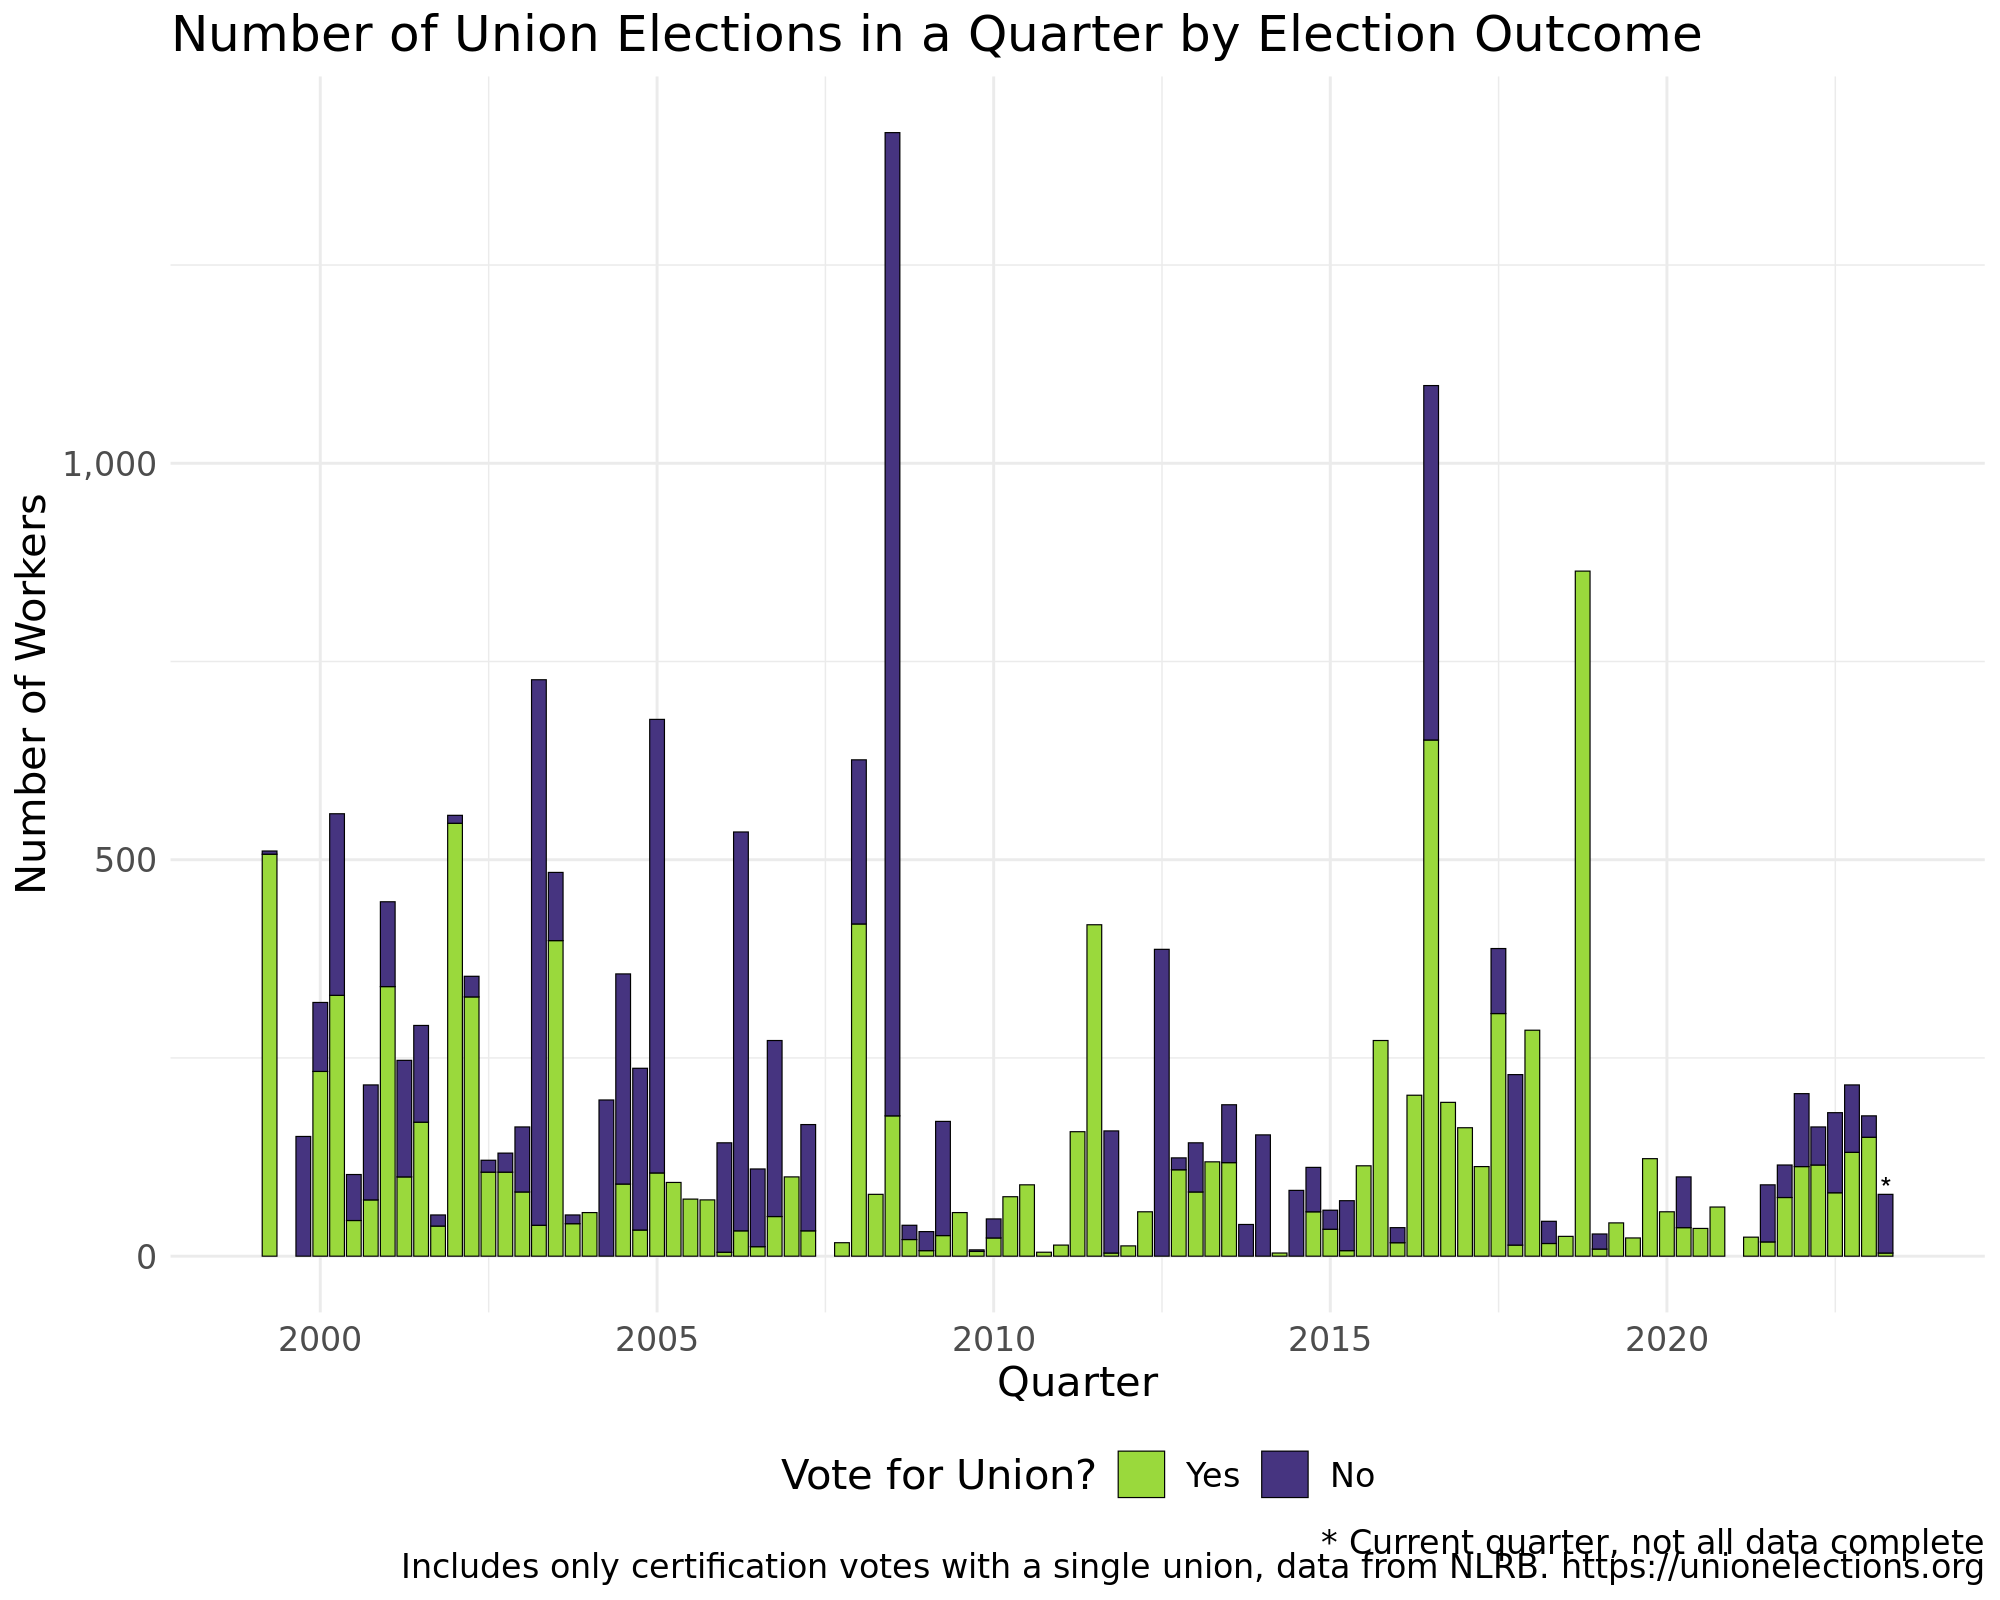 Number of Union Elections in a Quarter by Election Outcome
Number of Workers
1,000
500
0
*
2000 2005 2010 2015 2020
Quarter
Vote for Union? Yes No
* Current quarter, not all data complete
Includes only certification votes with a single union, data from NLRB. https://unionelections.org